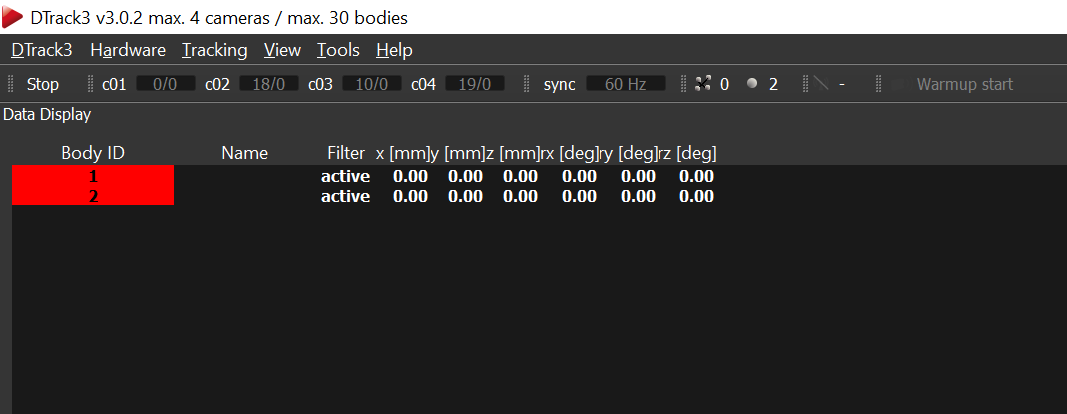 DTrack3 v3.0.2 max. 4 cameras / max. 30 bodies
DTrack3 Hardware Tracking View Tools Help
Stop c01 0/0 c02 18/0 c03 10/0 c04 19/0 sync 60 Hz 0 2 - Warmup start
Data Display
Body ID Name Filter x [mm] y [mm] z [mm] rx [deg] ry [deg] rz [deg]
1 active 0.00 0.00 0.00 0.00 0.00 0.00
2 active 0.00 0.00 0.00 0.00 0.00 0.00